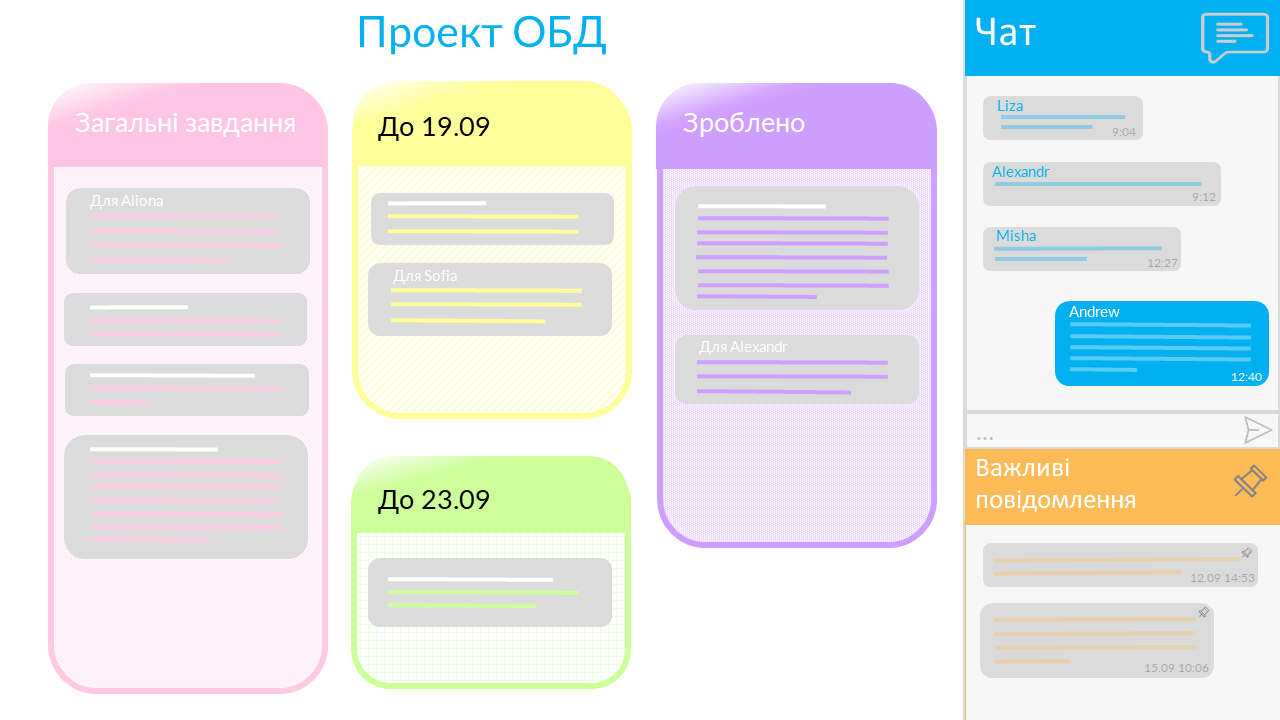 Проект ОБД
Загальні завдання
Для Aliona
До 19.09
Для Sofia
До 23.09
Зроблено
Для Alexandr
Чат
Liza
9:04
Alexandr
9:12
Misha
12:27
Andrew
12:40
...
Важливі
повідомлення
12.09 14:53
15.09 10:06